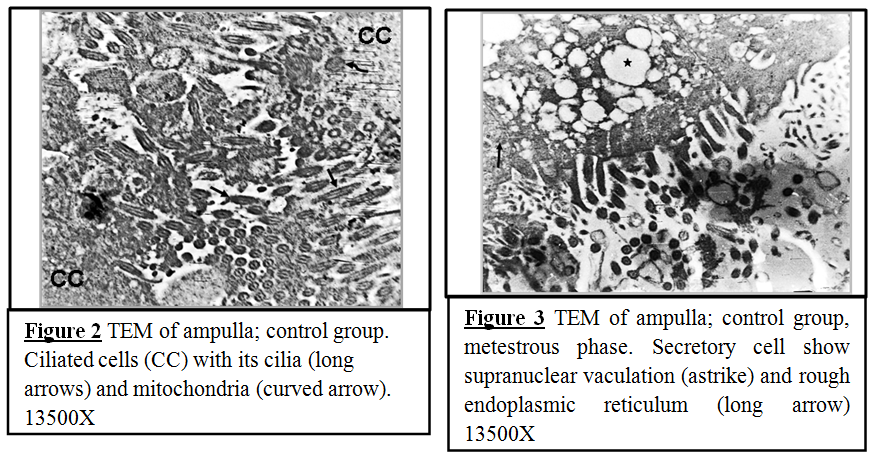 CC
CC
Figure 2 TEM of ampulla; control group.
Ciliated cells (CC) with its cilia (long
arrows) and mitochondria (curved arrow).
13500X
Figure 3 TEM of ampulla; control group,
metestrous phase. Secretory cell show
supranuclear vaculation (astrike) and rough
endoplasmic reticulum (long arrow)
13500X